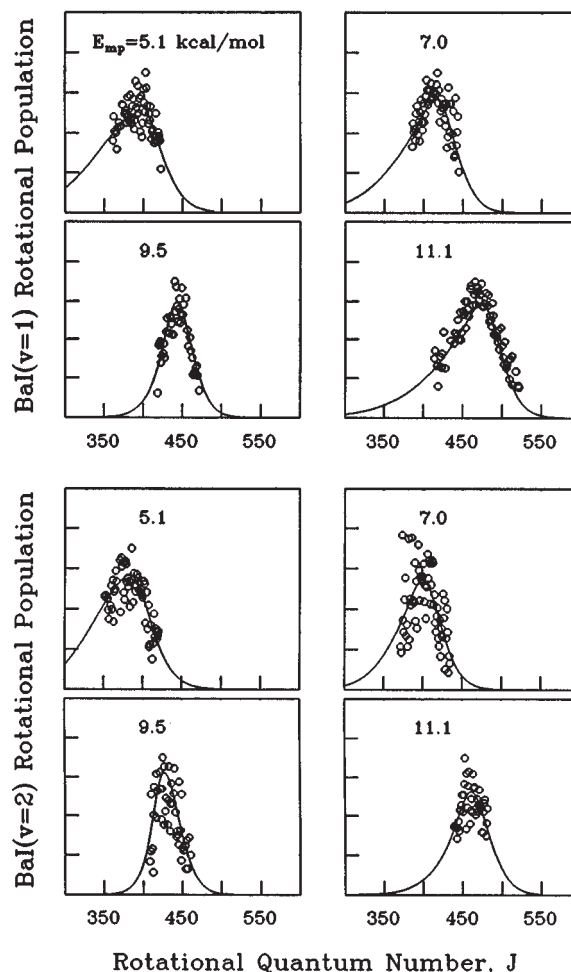 E_mp=5.1 kcal/mol
7.0
9.5
11.1
BaI(v=1) Rotational Population
350 450 550 350 450 550
5.1
7.0
9.5
11.1
BaI(v=2) Rotational Population
350 450 550 350 450 550
Rotational Quantum Number, J